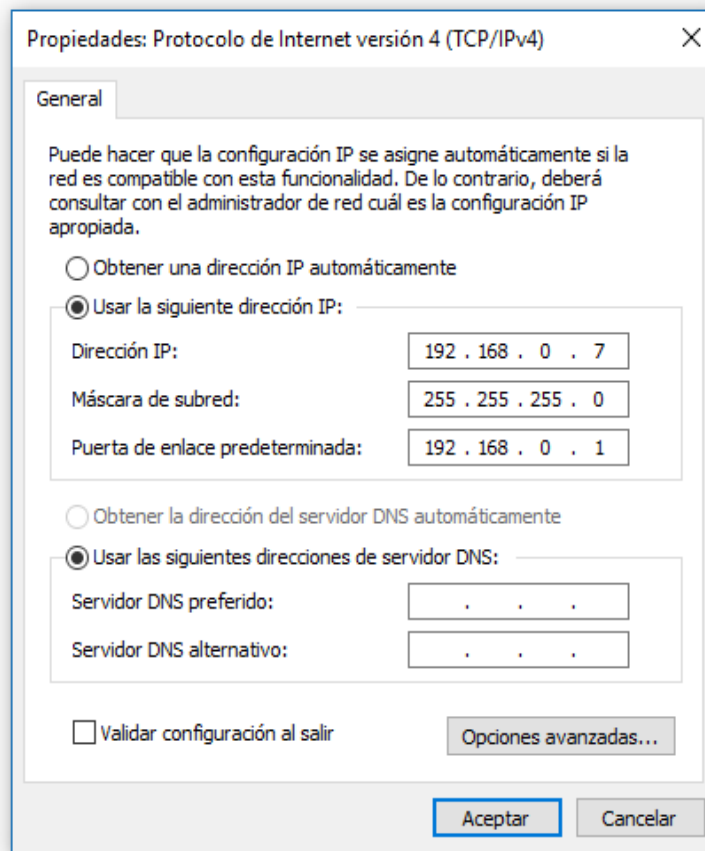 Propiedades: Protocolo de Internet versión 4 (TCP/IPv4)
General
Puede hacer que la configuración IP se asigne automáticamente si la
red es compatible con esta funcionalidad. De lo contrario, deberá
consultar con el administrador de red cuál es la configuración IP
apropiada.
Obtener una dirección IP automáticamente
Usar la siguiente dirección IP:
Dirección IP: 192 . 168 . 0 . 7
Máscara de subred: 255 . 255 . 255 . 0
Puerta de enlace predeterminada: 192 . 168 . 0 . 1
Obtener la dirección del servidor DNS automáticamente
Usar las siguientes direcciones de servidor DNS:
Servidor DNS preferido: . . .
Servidor DNS alternativo: . . .
Validar configuración al salir Opciones avanzadas...
Aceptar Cancelar